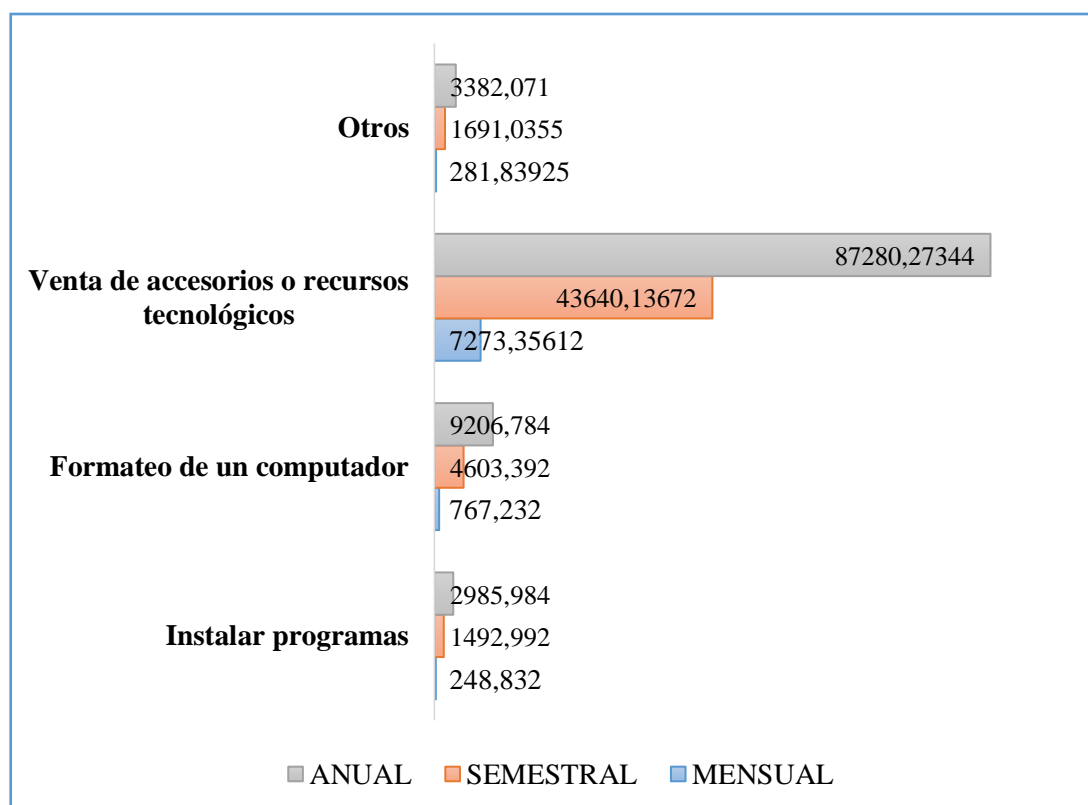 3382,071
Otros
1691,0355
281,83925
87280,27344
Venta de accesorios o recursos
tecnológicos
43640,13672
7273,35612
9206,784
Formateo de un computador
4603,392
767,232
2985,984
Instalar programas
1492,992
248,832
ANUAL SEMESTRAL MENSUAL